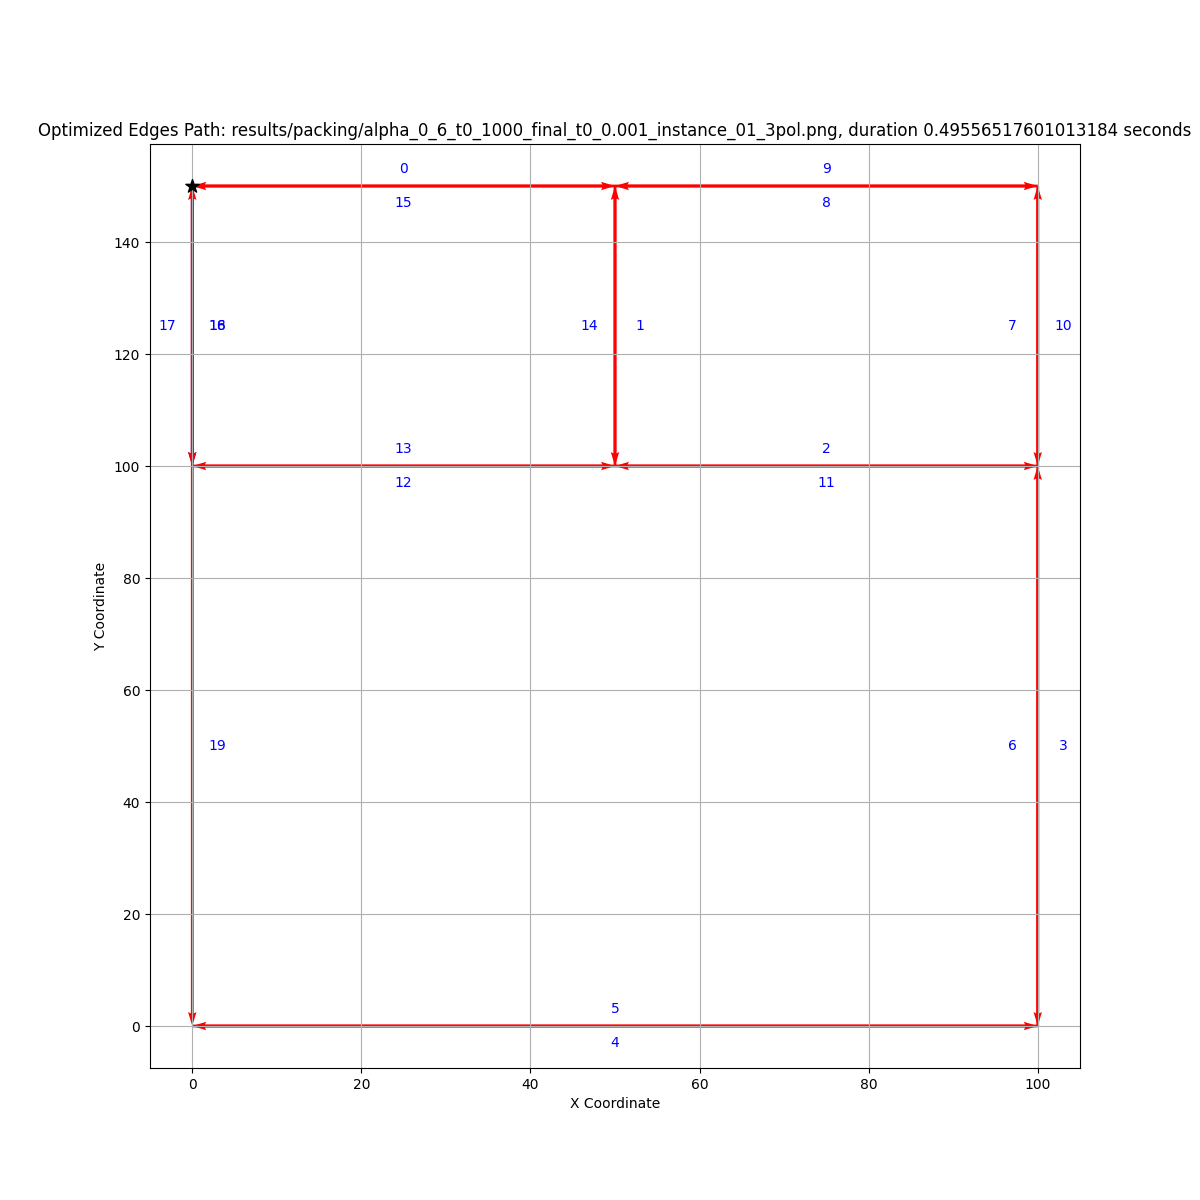 Optimized Edges Path: results/packing/alpha_0_6_t0_1000_final_t0_0.001_instance_01_3pol.png, duration 0.49556517601013184 seconds
0 9
15 8
140
17 14 1 7 10
120
13 2
100
12 11
80
Y Coordinate
60
19 6 3
40
20
5
0
4
0 20 40 60 80 100
X Coordinate